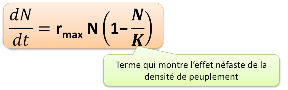 dN/dt = rmax N (1–N/K)
Terme qui montre l'effet néfaste de la
densité de peuplement